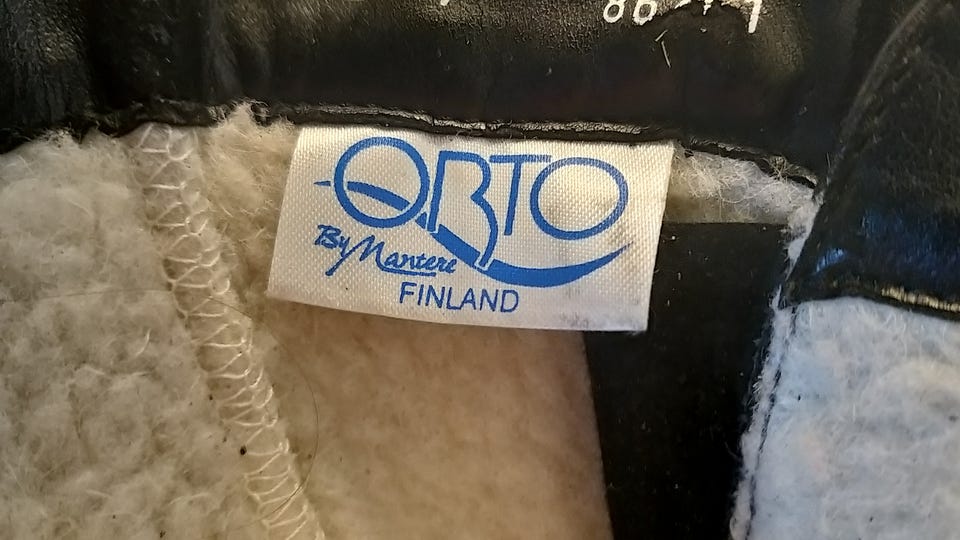 ORTO
By Mantere
FINLAND